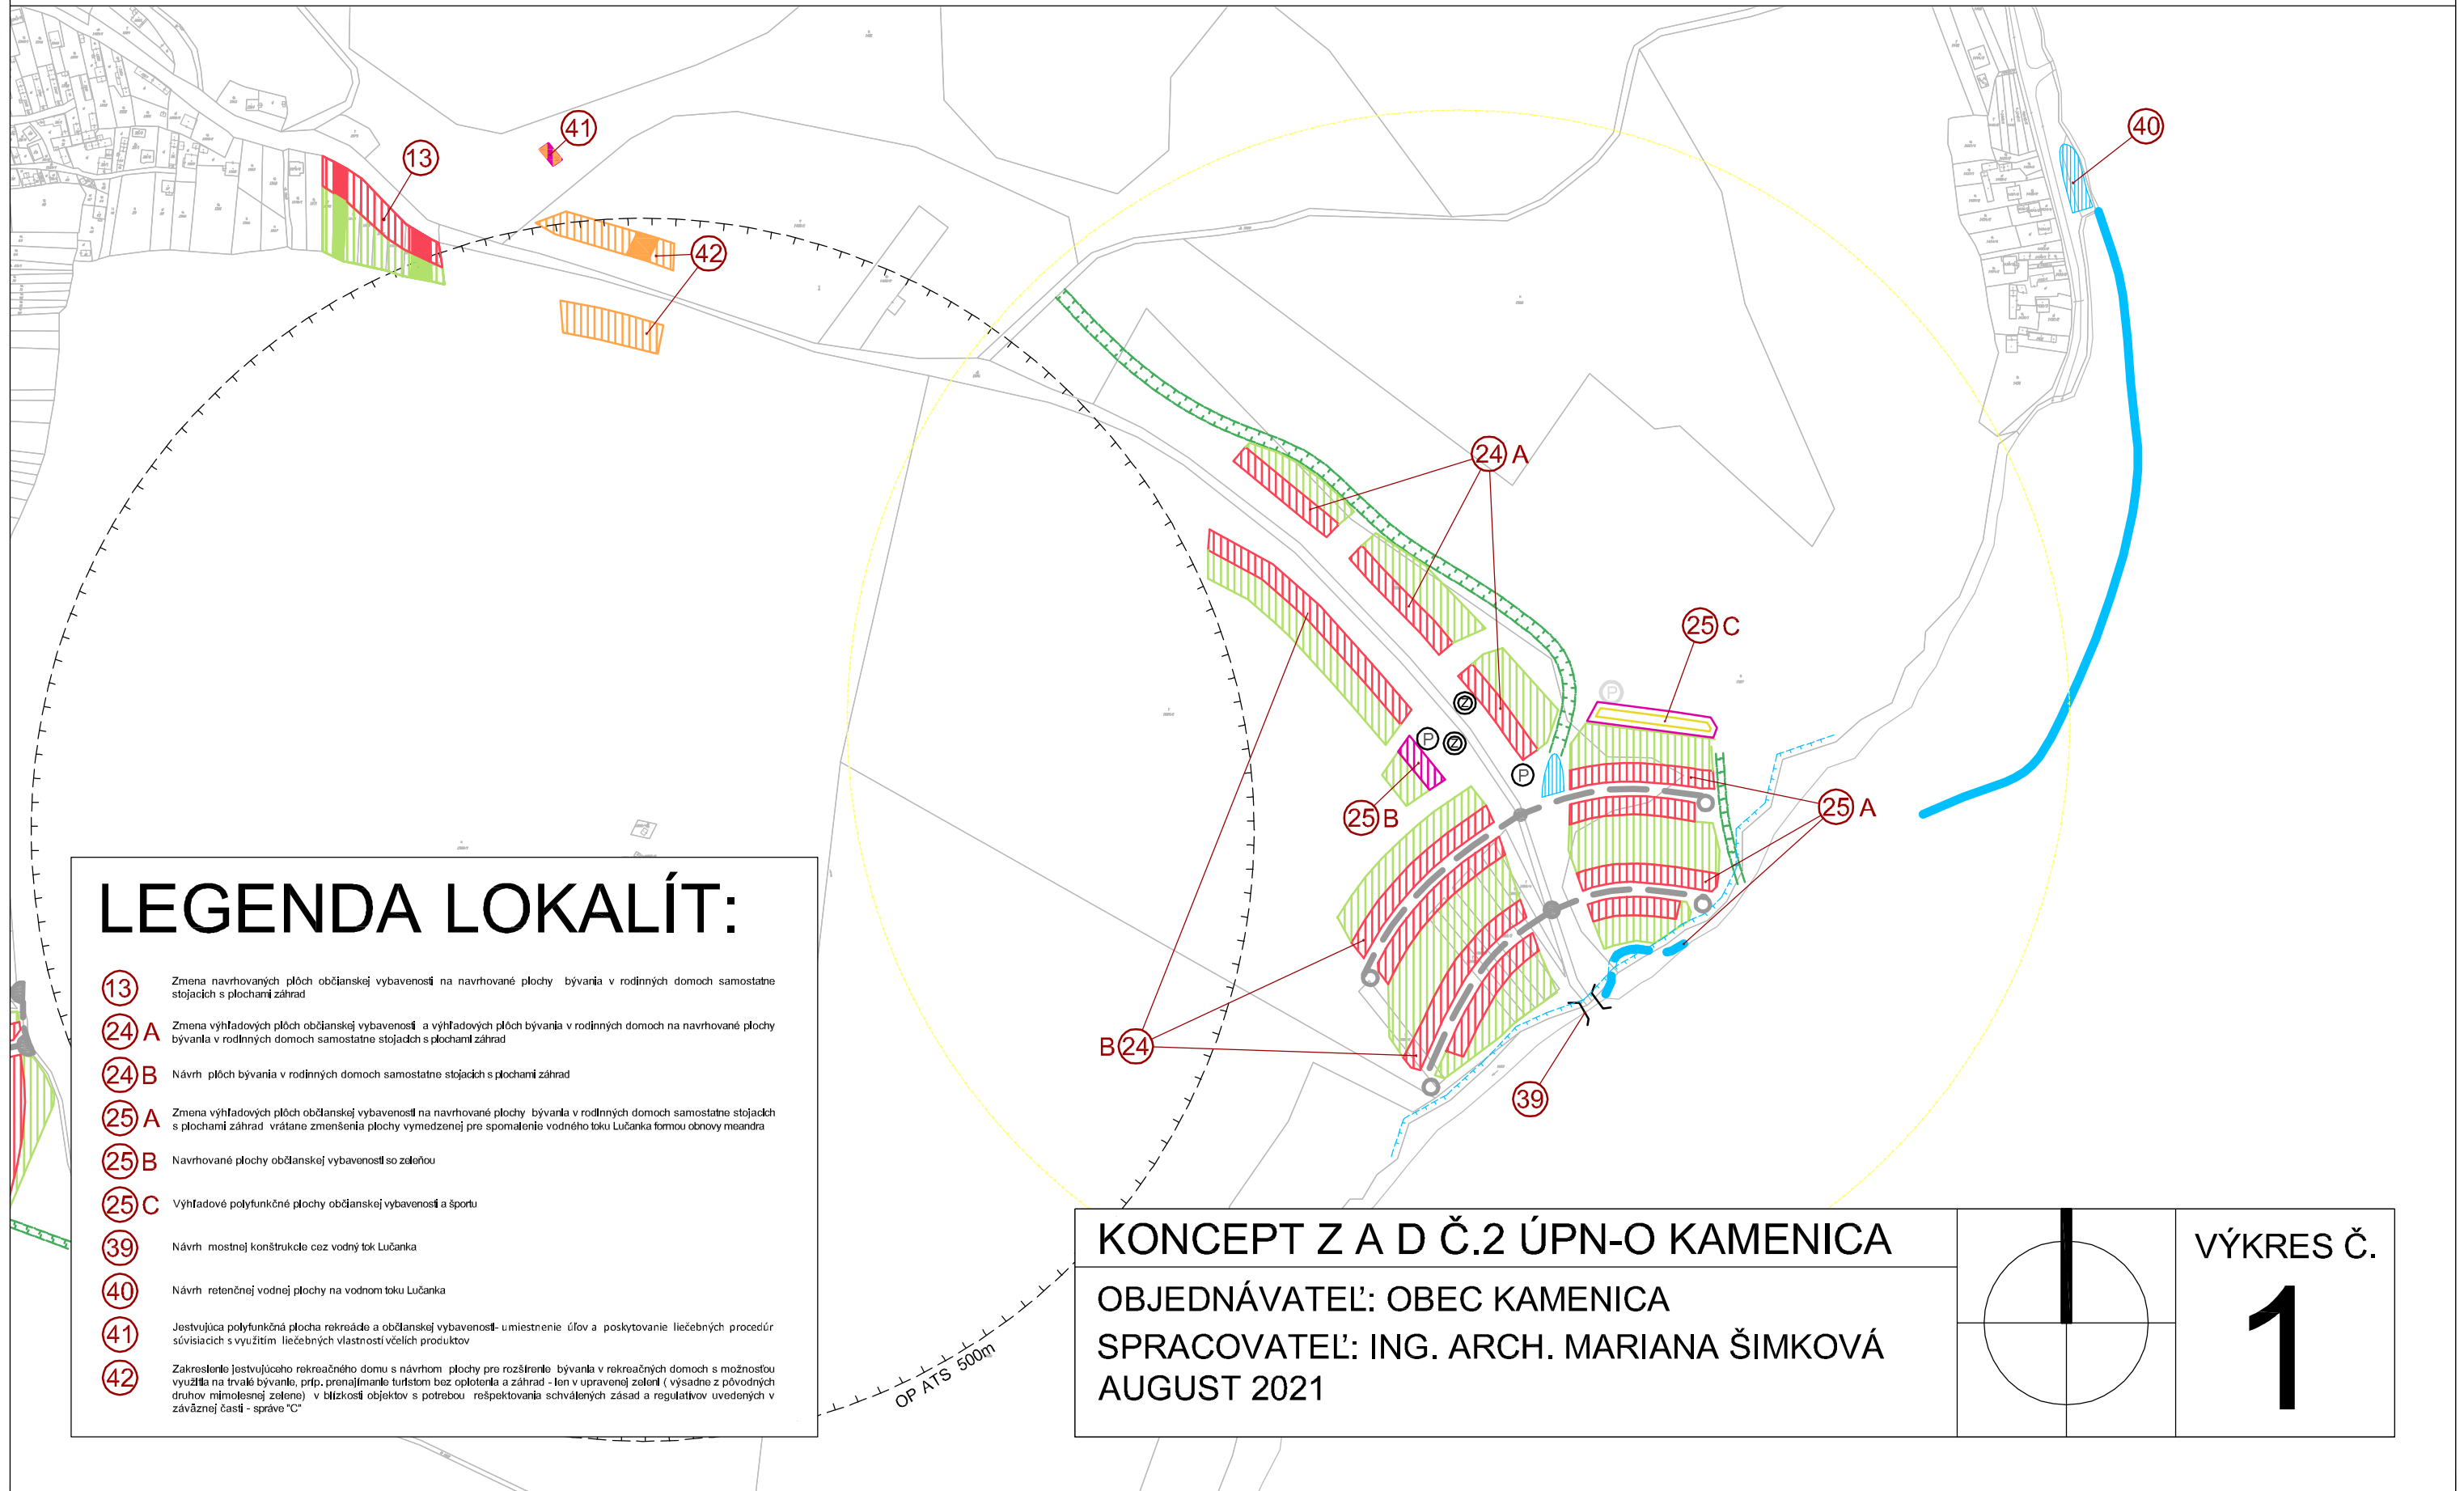 13
41
42
40
24 A
25 C
25 B
25 A
B 24
39
P
Z
P
Z
P
OP ATS 500m
LEGENDA LOKALÍT:
13 Zmena navrhovaných plôch občianskej vybavenosti na navrhované plochy bývania v rodinných domoch samostatne
stojacich s plochami záhrad
24 A Zmena výhľadových plôch občianskej vybavenosti a výhľadových plôch bývania v rodinných domoch na navrhované plochy
bývania v rodinných domoch samostatne stojacich s plochami záhrad
24 B Návrh plôch bývania v rodinných domoch samostatne stojacich s plochami záhrad
25 A Zmena výhľadových plôch občianskej vybavenosti na navrhované plochy bývania v rodinných domoch samostatne stojacich
s plochami záhrad vrátane zmenšenia plochy vymedzenej pre spomalenie vodného toku Lučanka formou obnovy meandra
25 B Navrhované plochy občianskej vybavenosti so zeleňou
25 C Výhľadové polyfunkčné plochy občianskej vybavenosti a športu
39 Návrh mostnej konštrukcie cez vodný tok Lučanka
40 Návrh retenčnej vodnej plochy na vodnom toku Lučanka
41 Jestvujúca polyfunkčná plocha rekreácie a občianskej vybavenosti- umiestnenie úľov a poskytovanie liečebných procedúr
súvisiacich s využitím liečebných vlastností včelích produktov
42 Zakreslenie jestvujúceho rekreačného domu s návrhom plochy pre rozšírenie bývania v rekreačných domoch s možnosťou
využitia na trvalé bývanie, príp. prenajímanie turistom bez oplotenia a záhrad - len v upravenej zeleni ( výsadne z pôvodných
druhov mimolesnej zelene) v blízkosti objektov s potrebou rešpektovania schválených zásad a regulatívov uvedených v
záväznej časti - správe "C"
KONCEPT Z A D Č.2 ÚPN-O KAMENICA
OBJEDNÁVATEĽ: OBEC KAMENICA
SPRACOVATEĽ: ING. ARCH. MARIANA ŠIMKOVÁ
AUGUST 2021
VÝKRES Č.
1